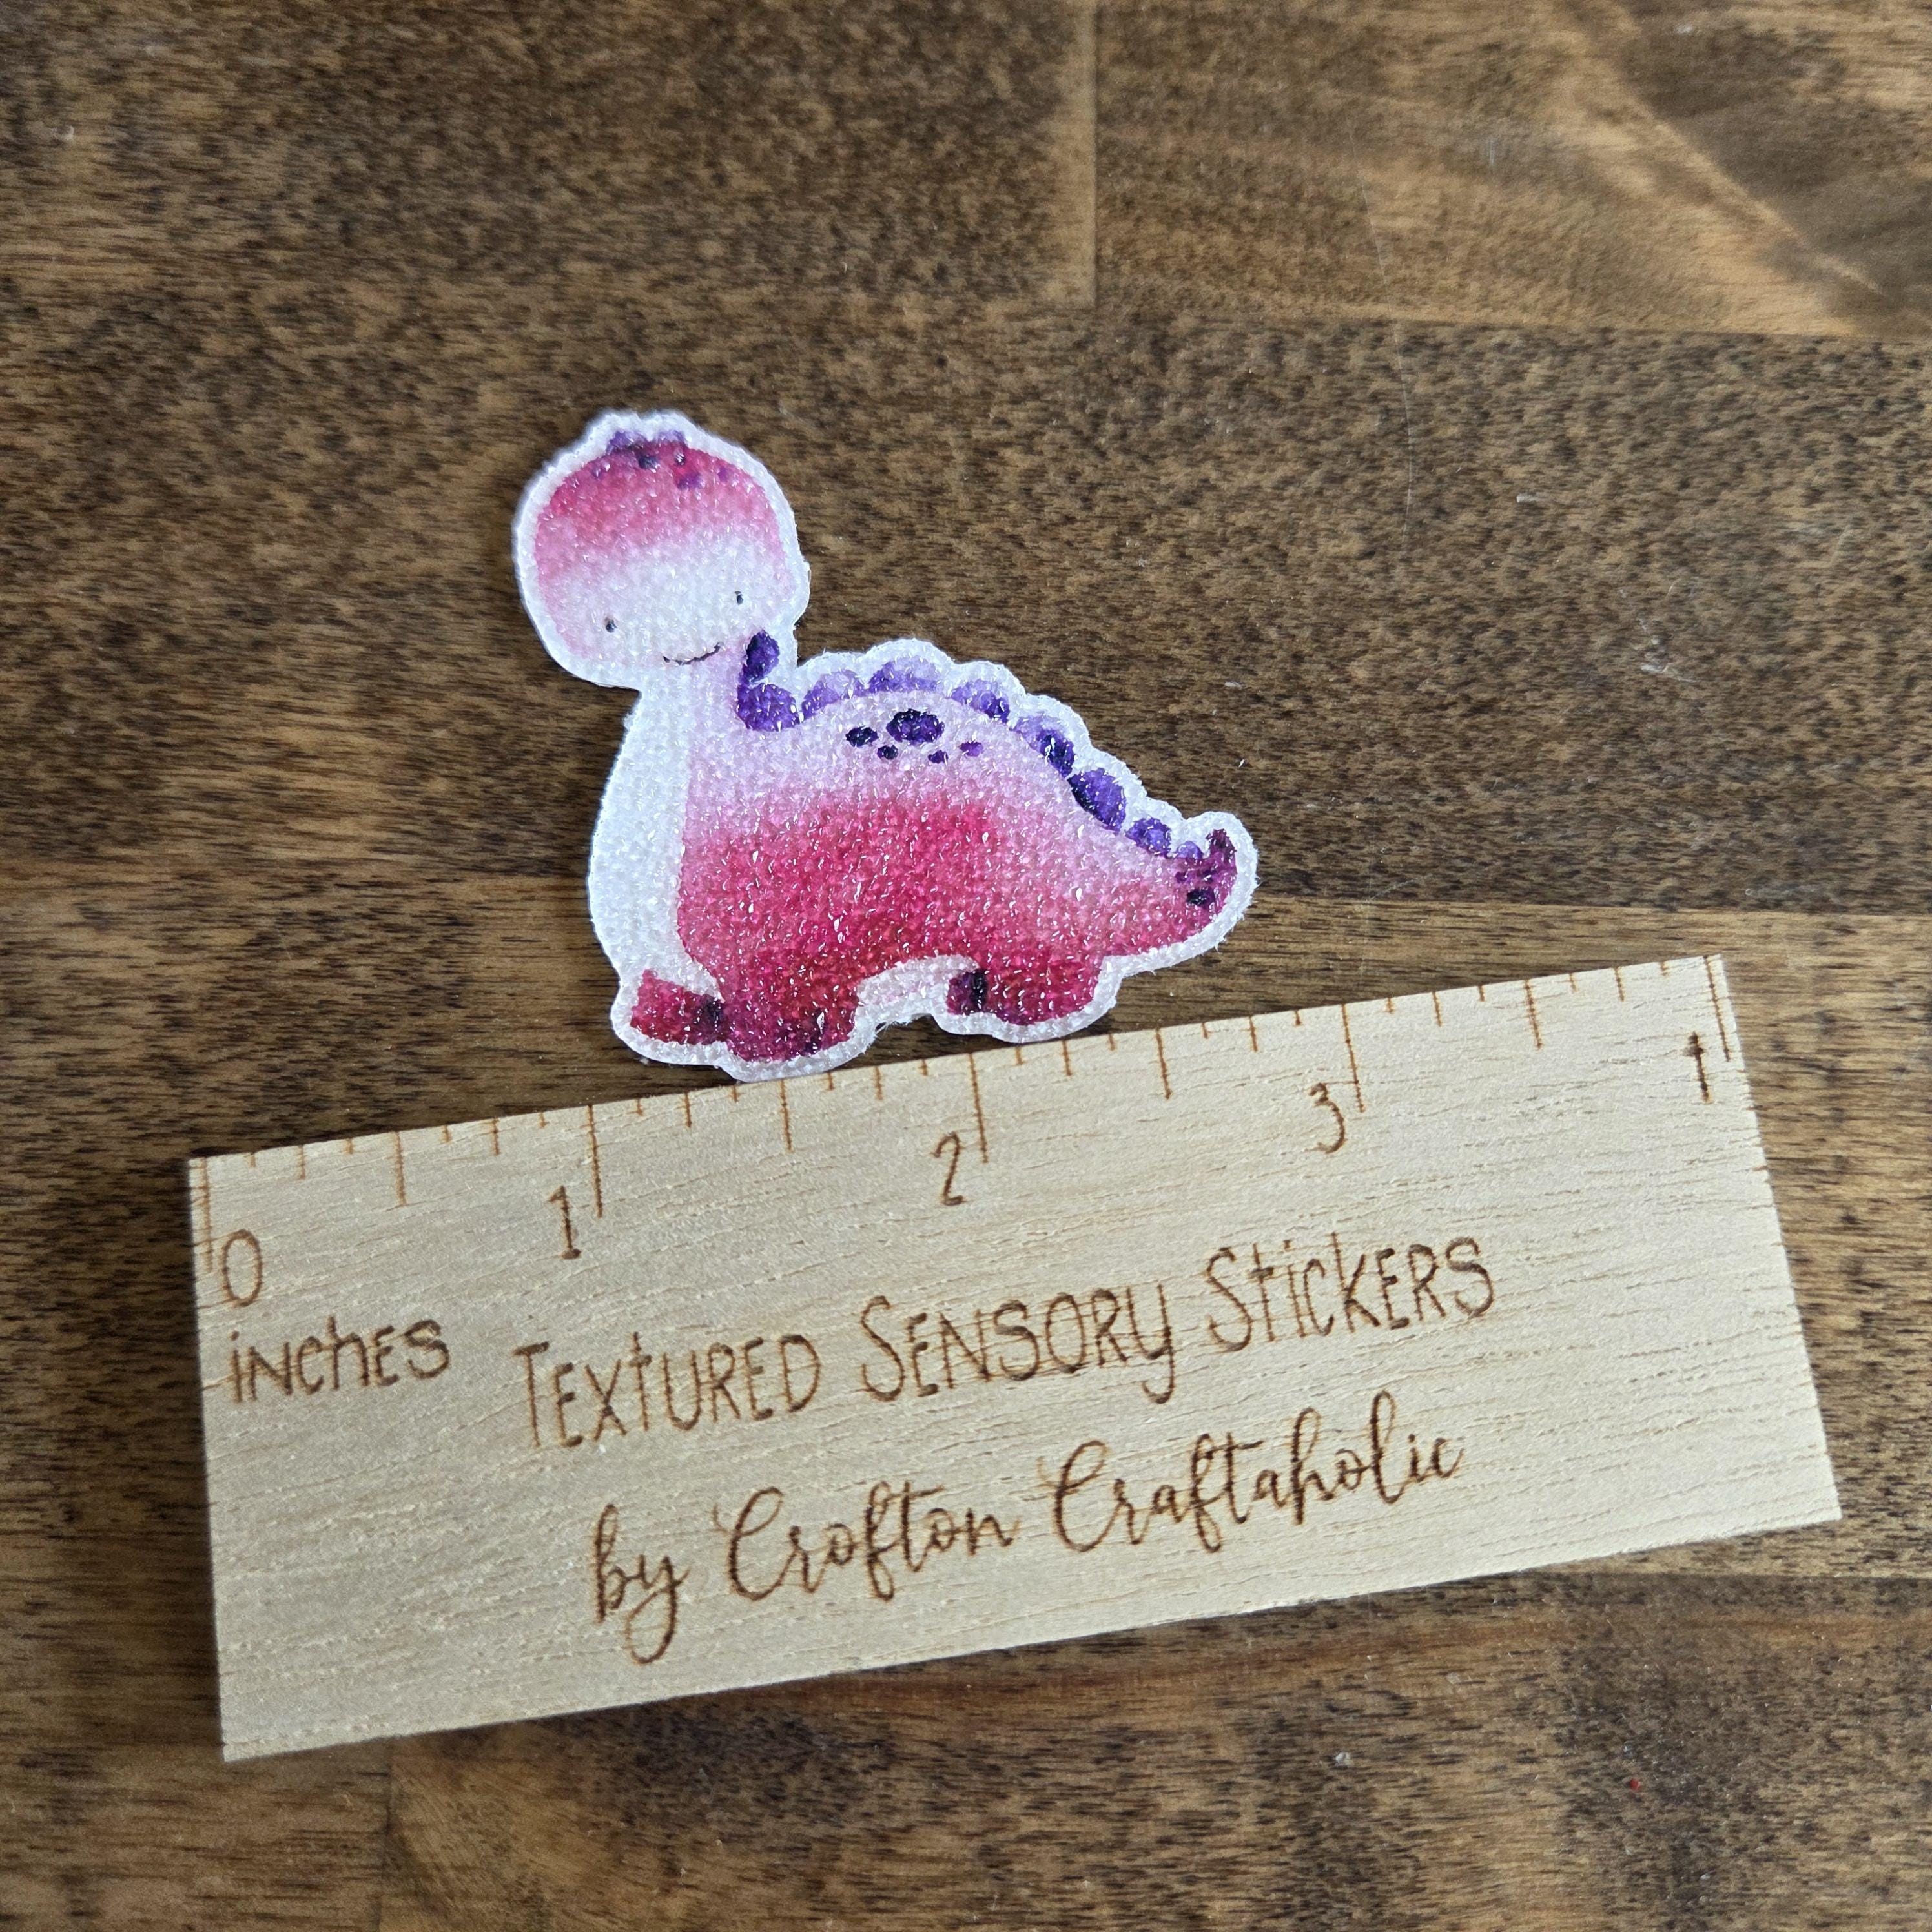 0 1 2 3 4
inches
Textured Sensory Stickers
by Crofton Craftaholic